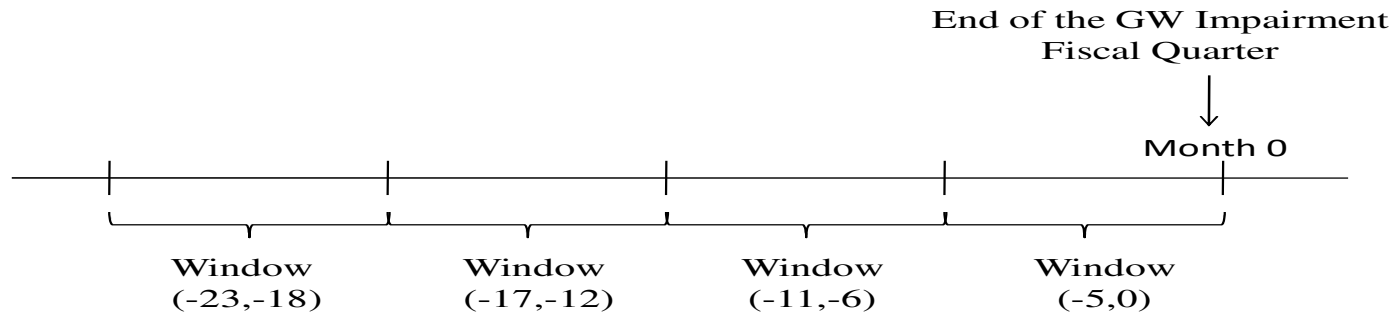 End of the GW Impairment
Fiscal Quarter
Month 0
Window
(-23,-18)
Window
(-17,-12)
Window
(-11,-6)
Window
(-5,0)